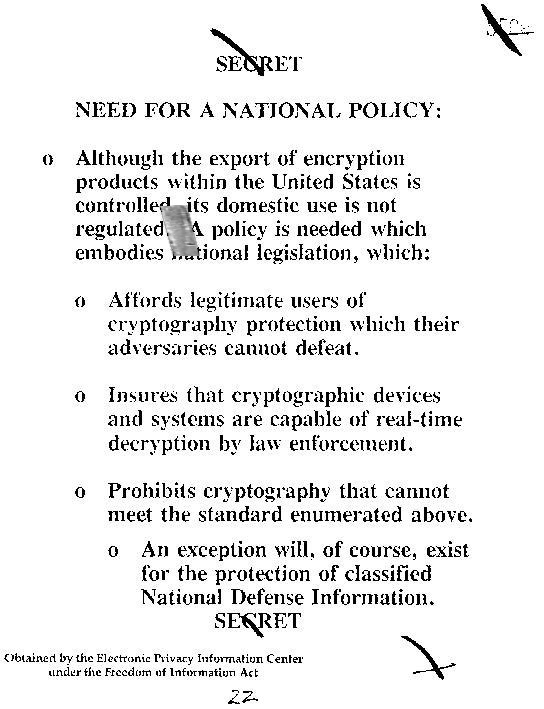 SECRET
NEED FOR A NATIONAL POLICY:
o Although the export of encryption
products within the United States is
controlled, its domestic use is not
regulated. A policy is needed which
embodies national legislation, which:
o Affords legitimate users of
cryptography protection which their
adversaries cannot defeat.
o Insures that cryptographic devices
and systems are capable of real-time
decryption by law enforcement.
o Prohibits cryptography that cannot
meet the standard enumerated above.
o An exception will, of course, exist
for the protection of classified
National Defense Information.
SECRET
Obtained by the Electronic Privacy Information Center
under the Freedom of Information Act
22